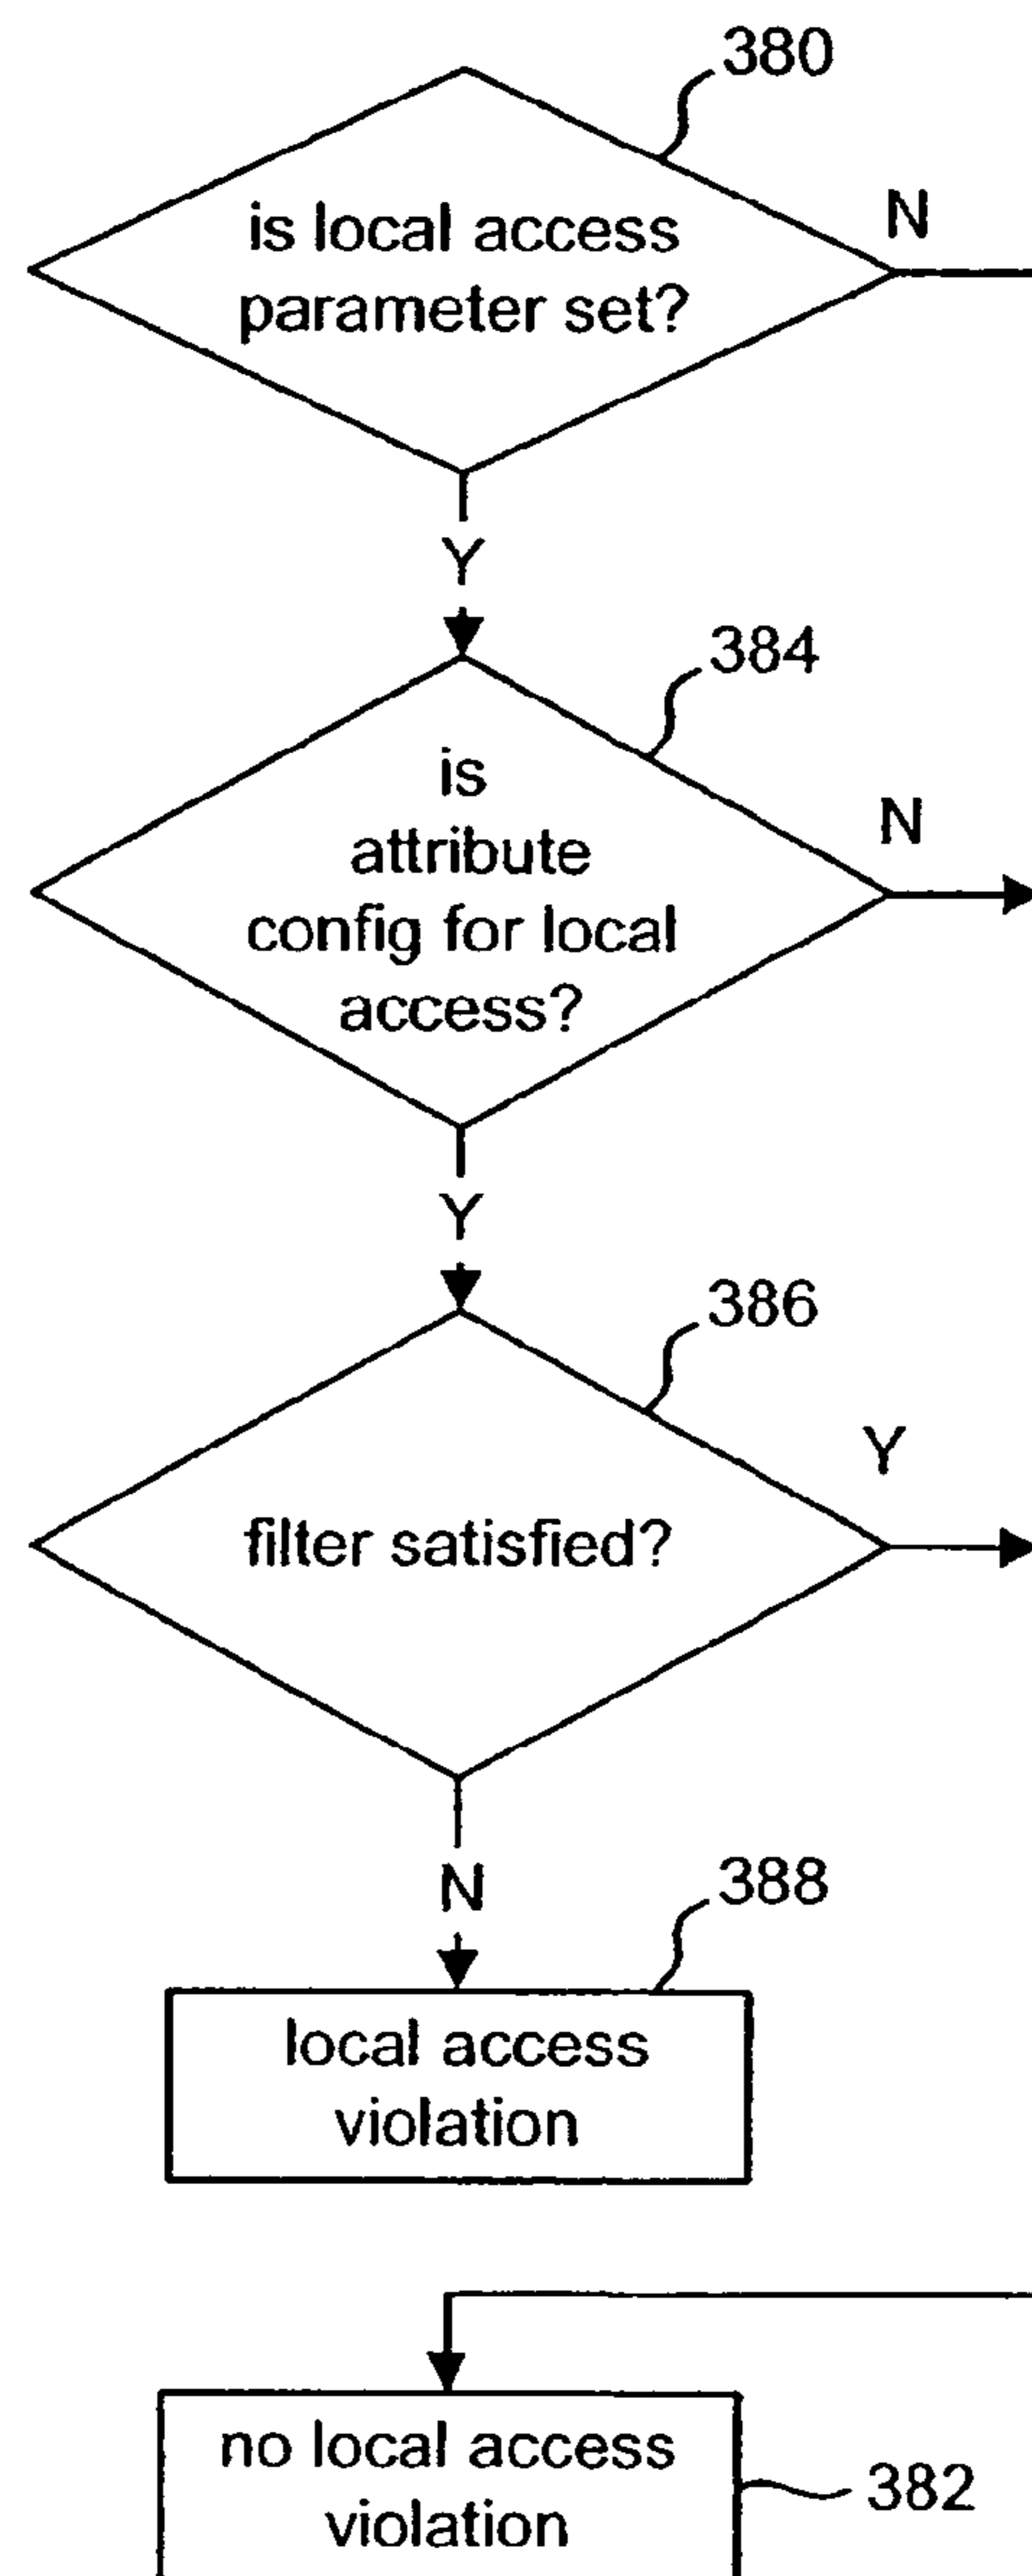 380
is local access
parameter set?
N
Y
384
is
attribute
config for local
access?
N
Y
386
filter satisfied?
Y
N
388
local access
violation
no local access
violation
382